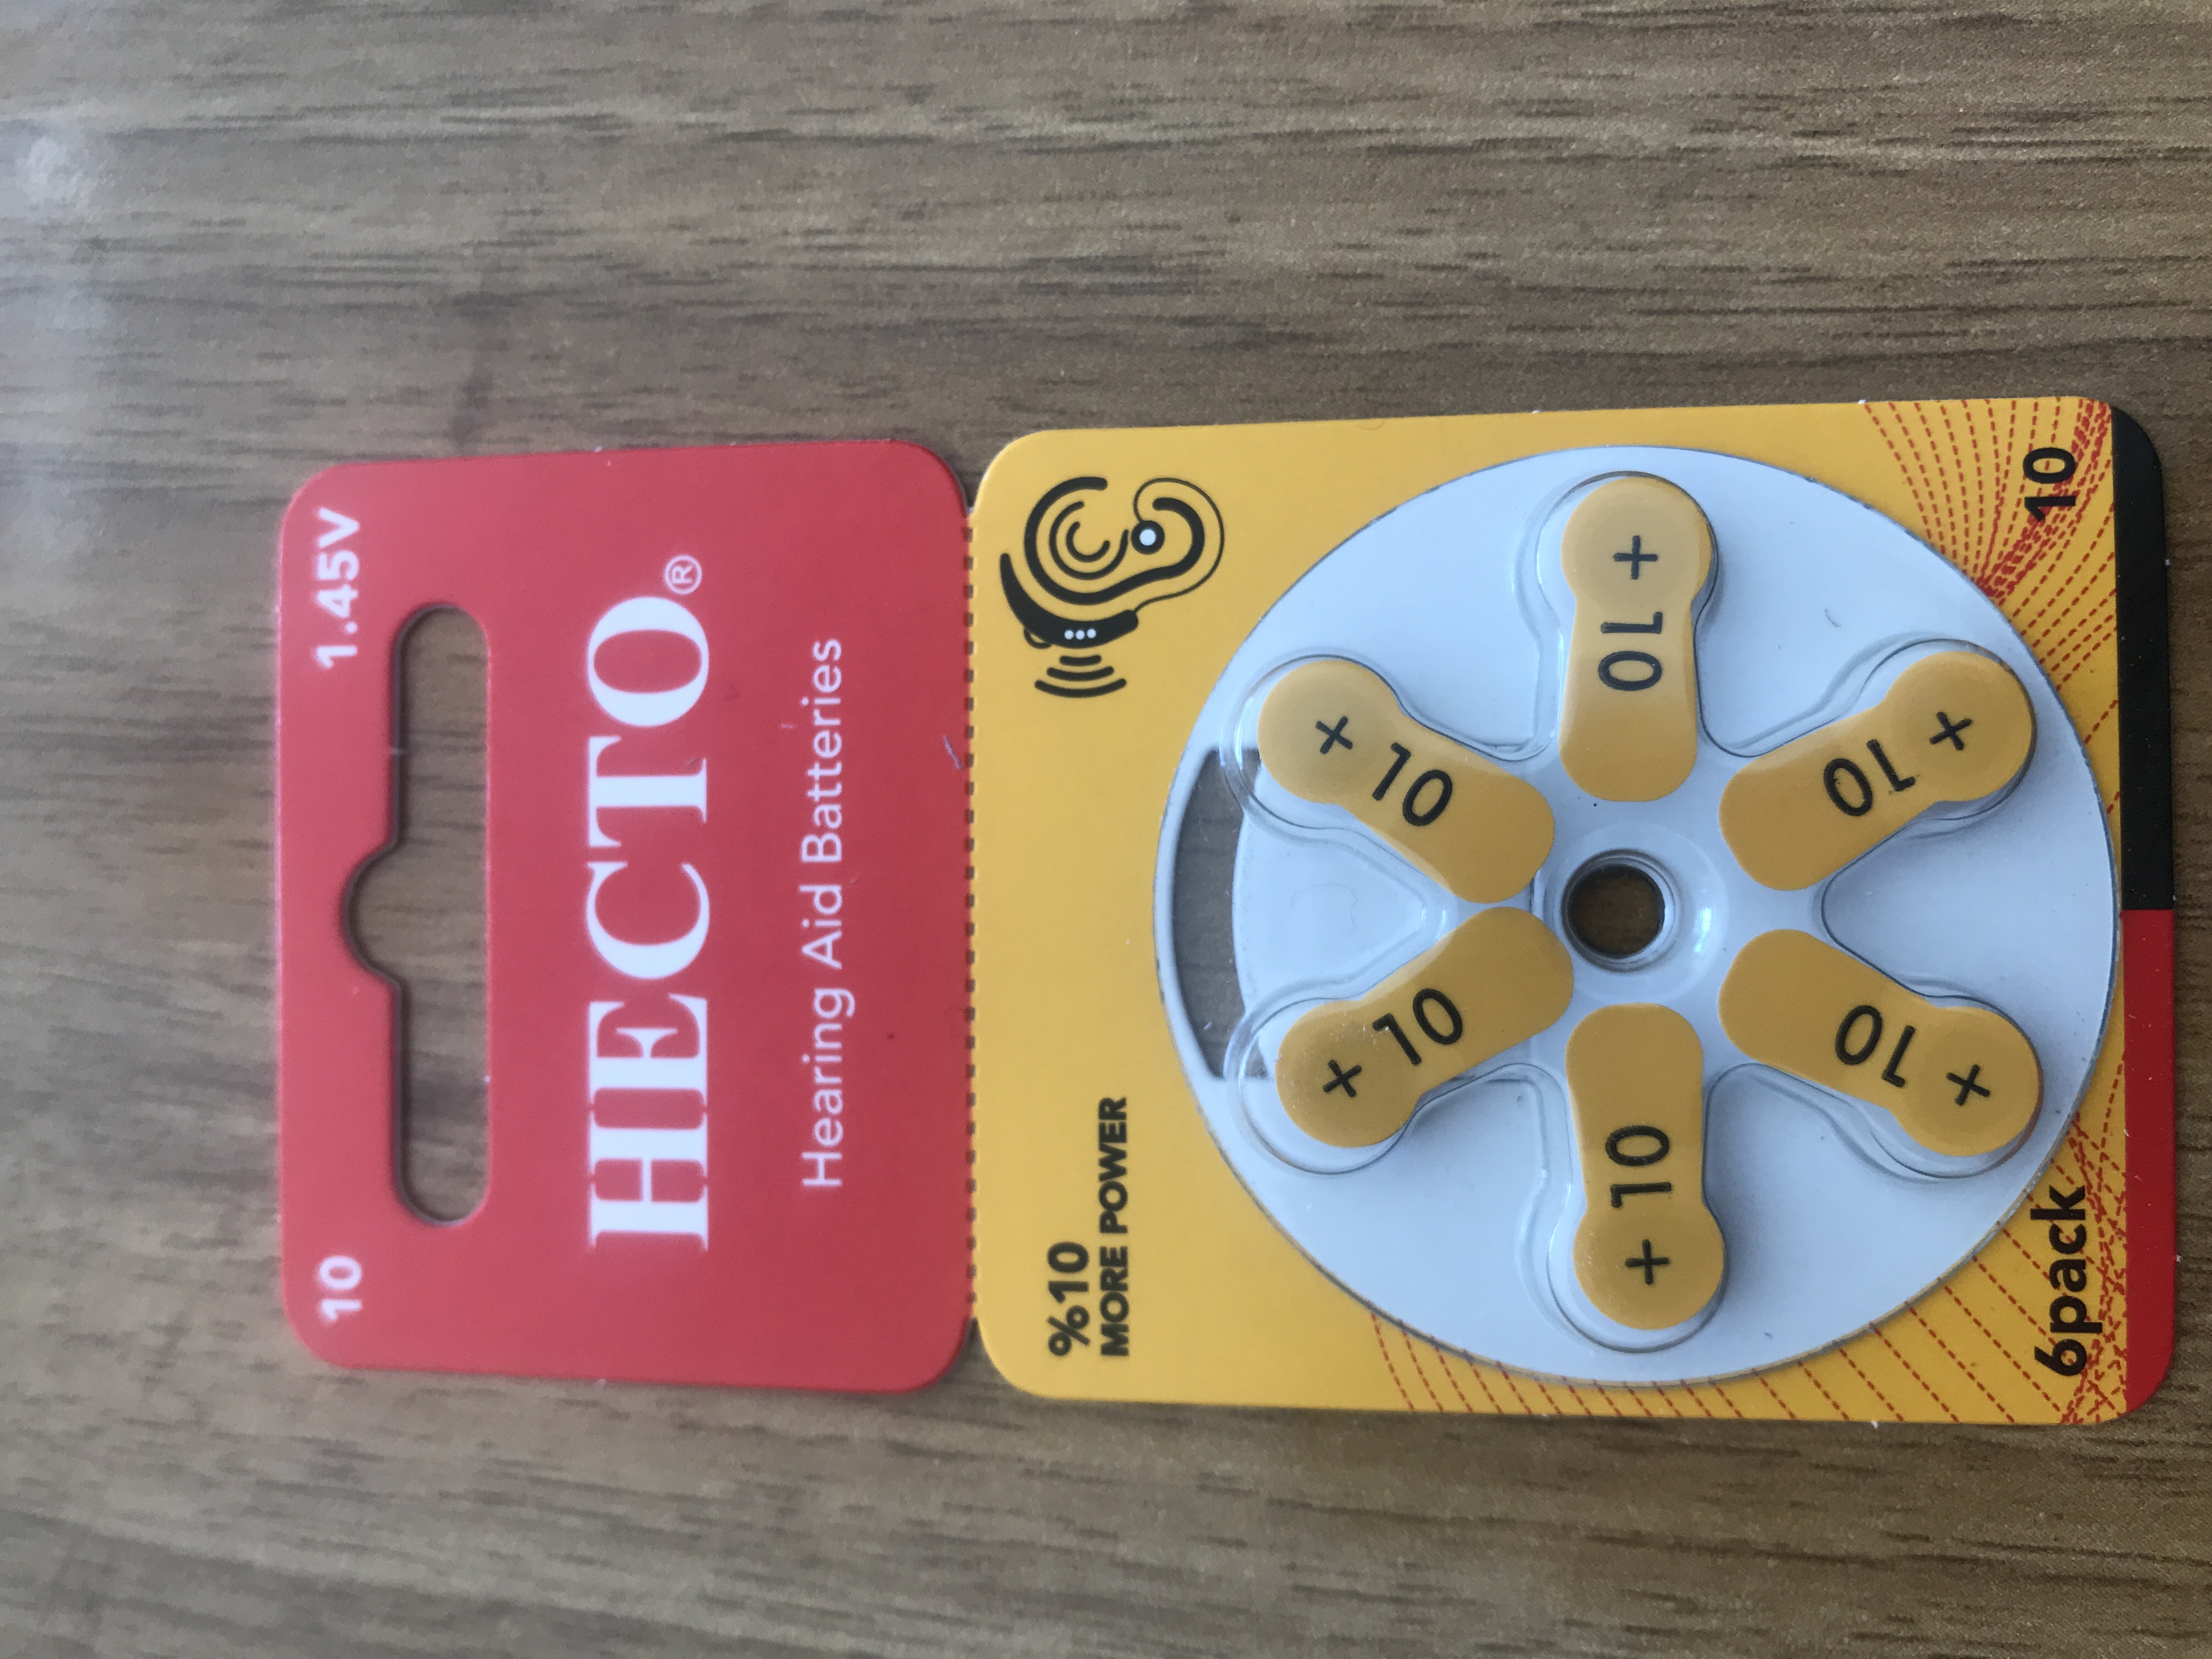 10 1.45V
HECTO®
Hearing Aid Batteries
%10
MORE POWER
+ 10
+ 10
+ 10
+ 10
+ 10
+ 10
6pack 10